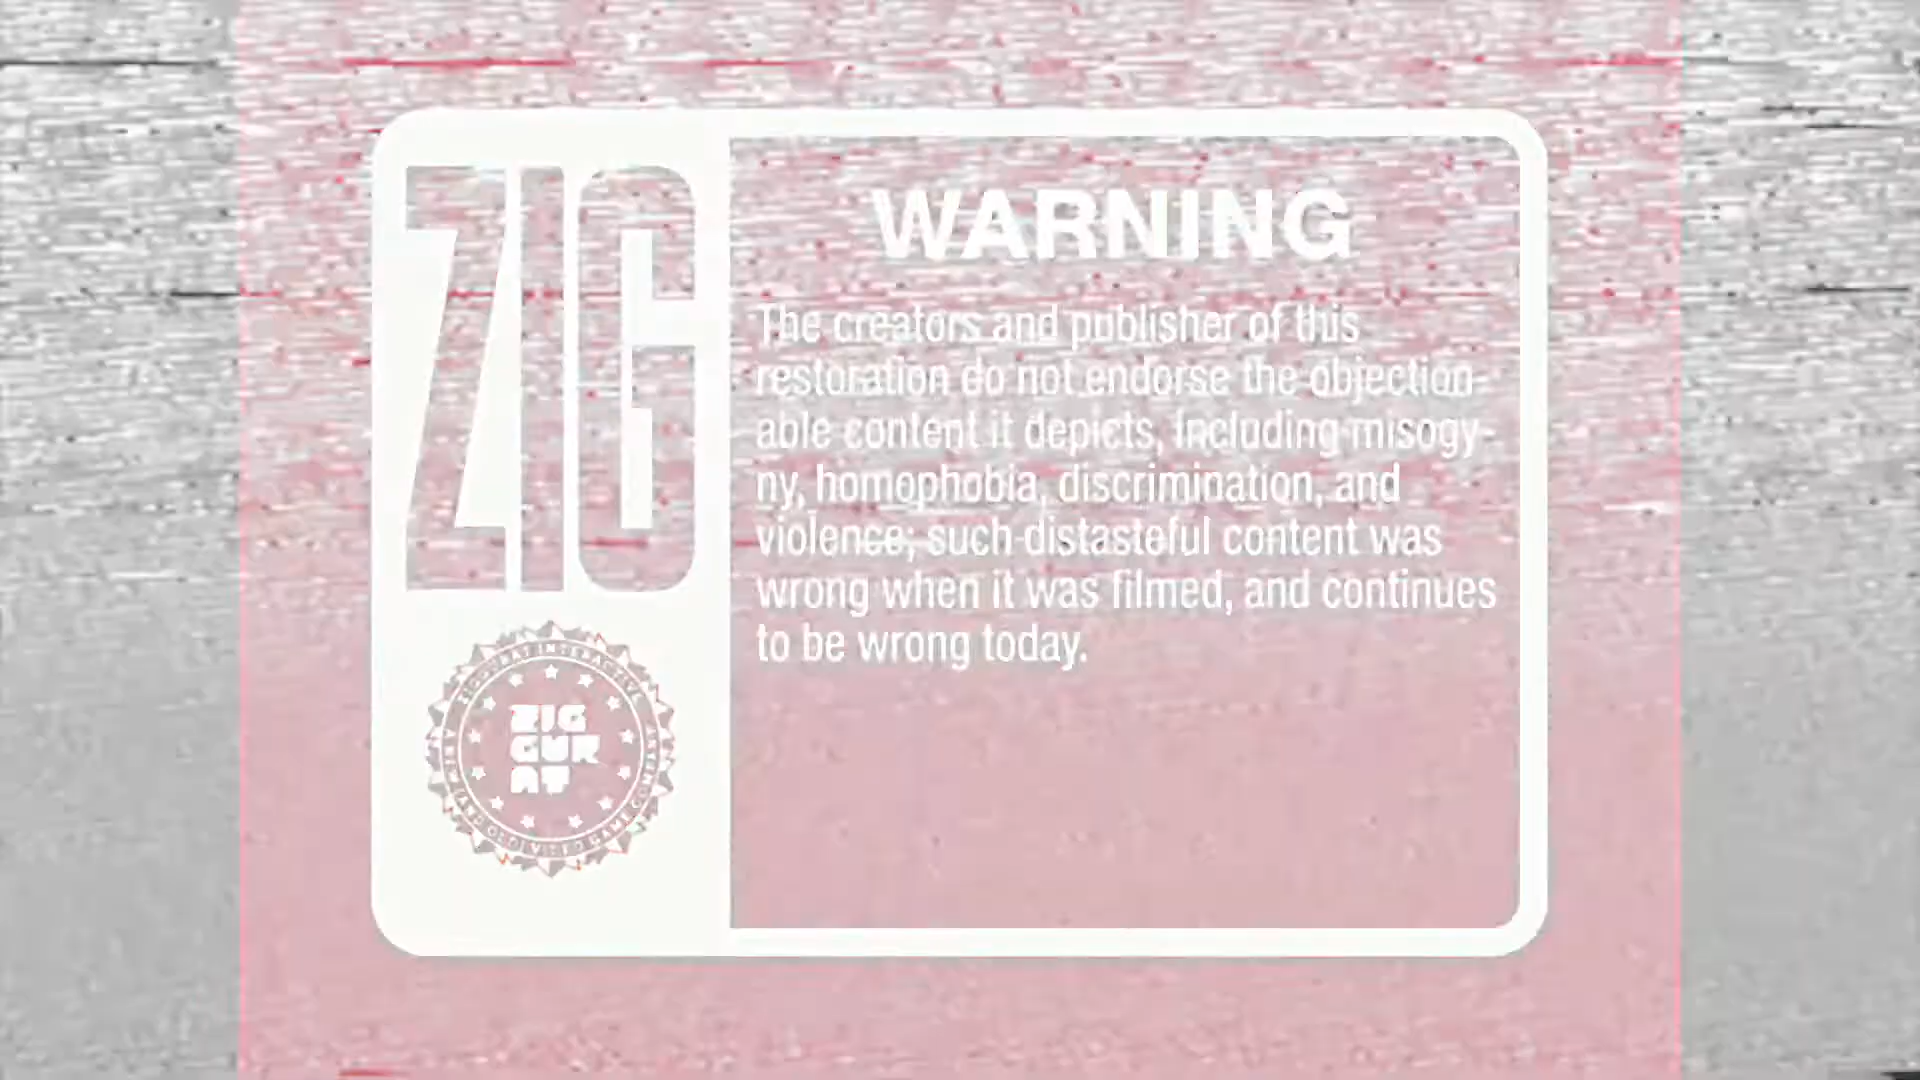 ZIG
WARNING
The creators and publisher of this
restoration do not endorse the objection-
able content it depicts, including misogy-
ny, homophobia, discrimination, and
violence; such distasteful content was
wrong when it was filmed, and continues
to be wrong today.
ZIGGURAT INTERACTIVE
ZIG
GUR
AT